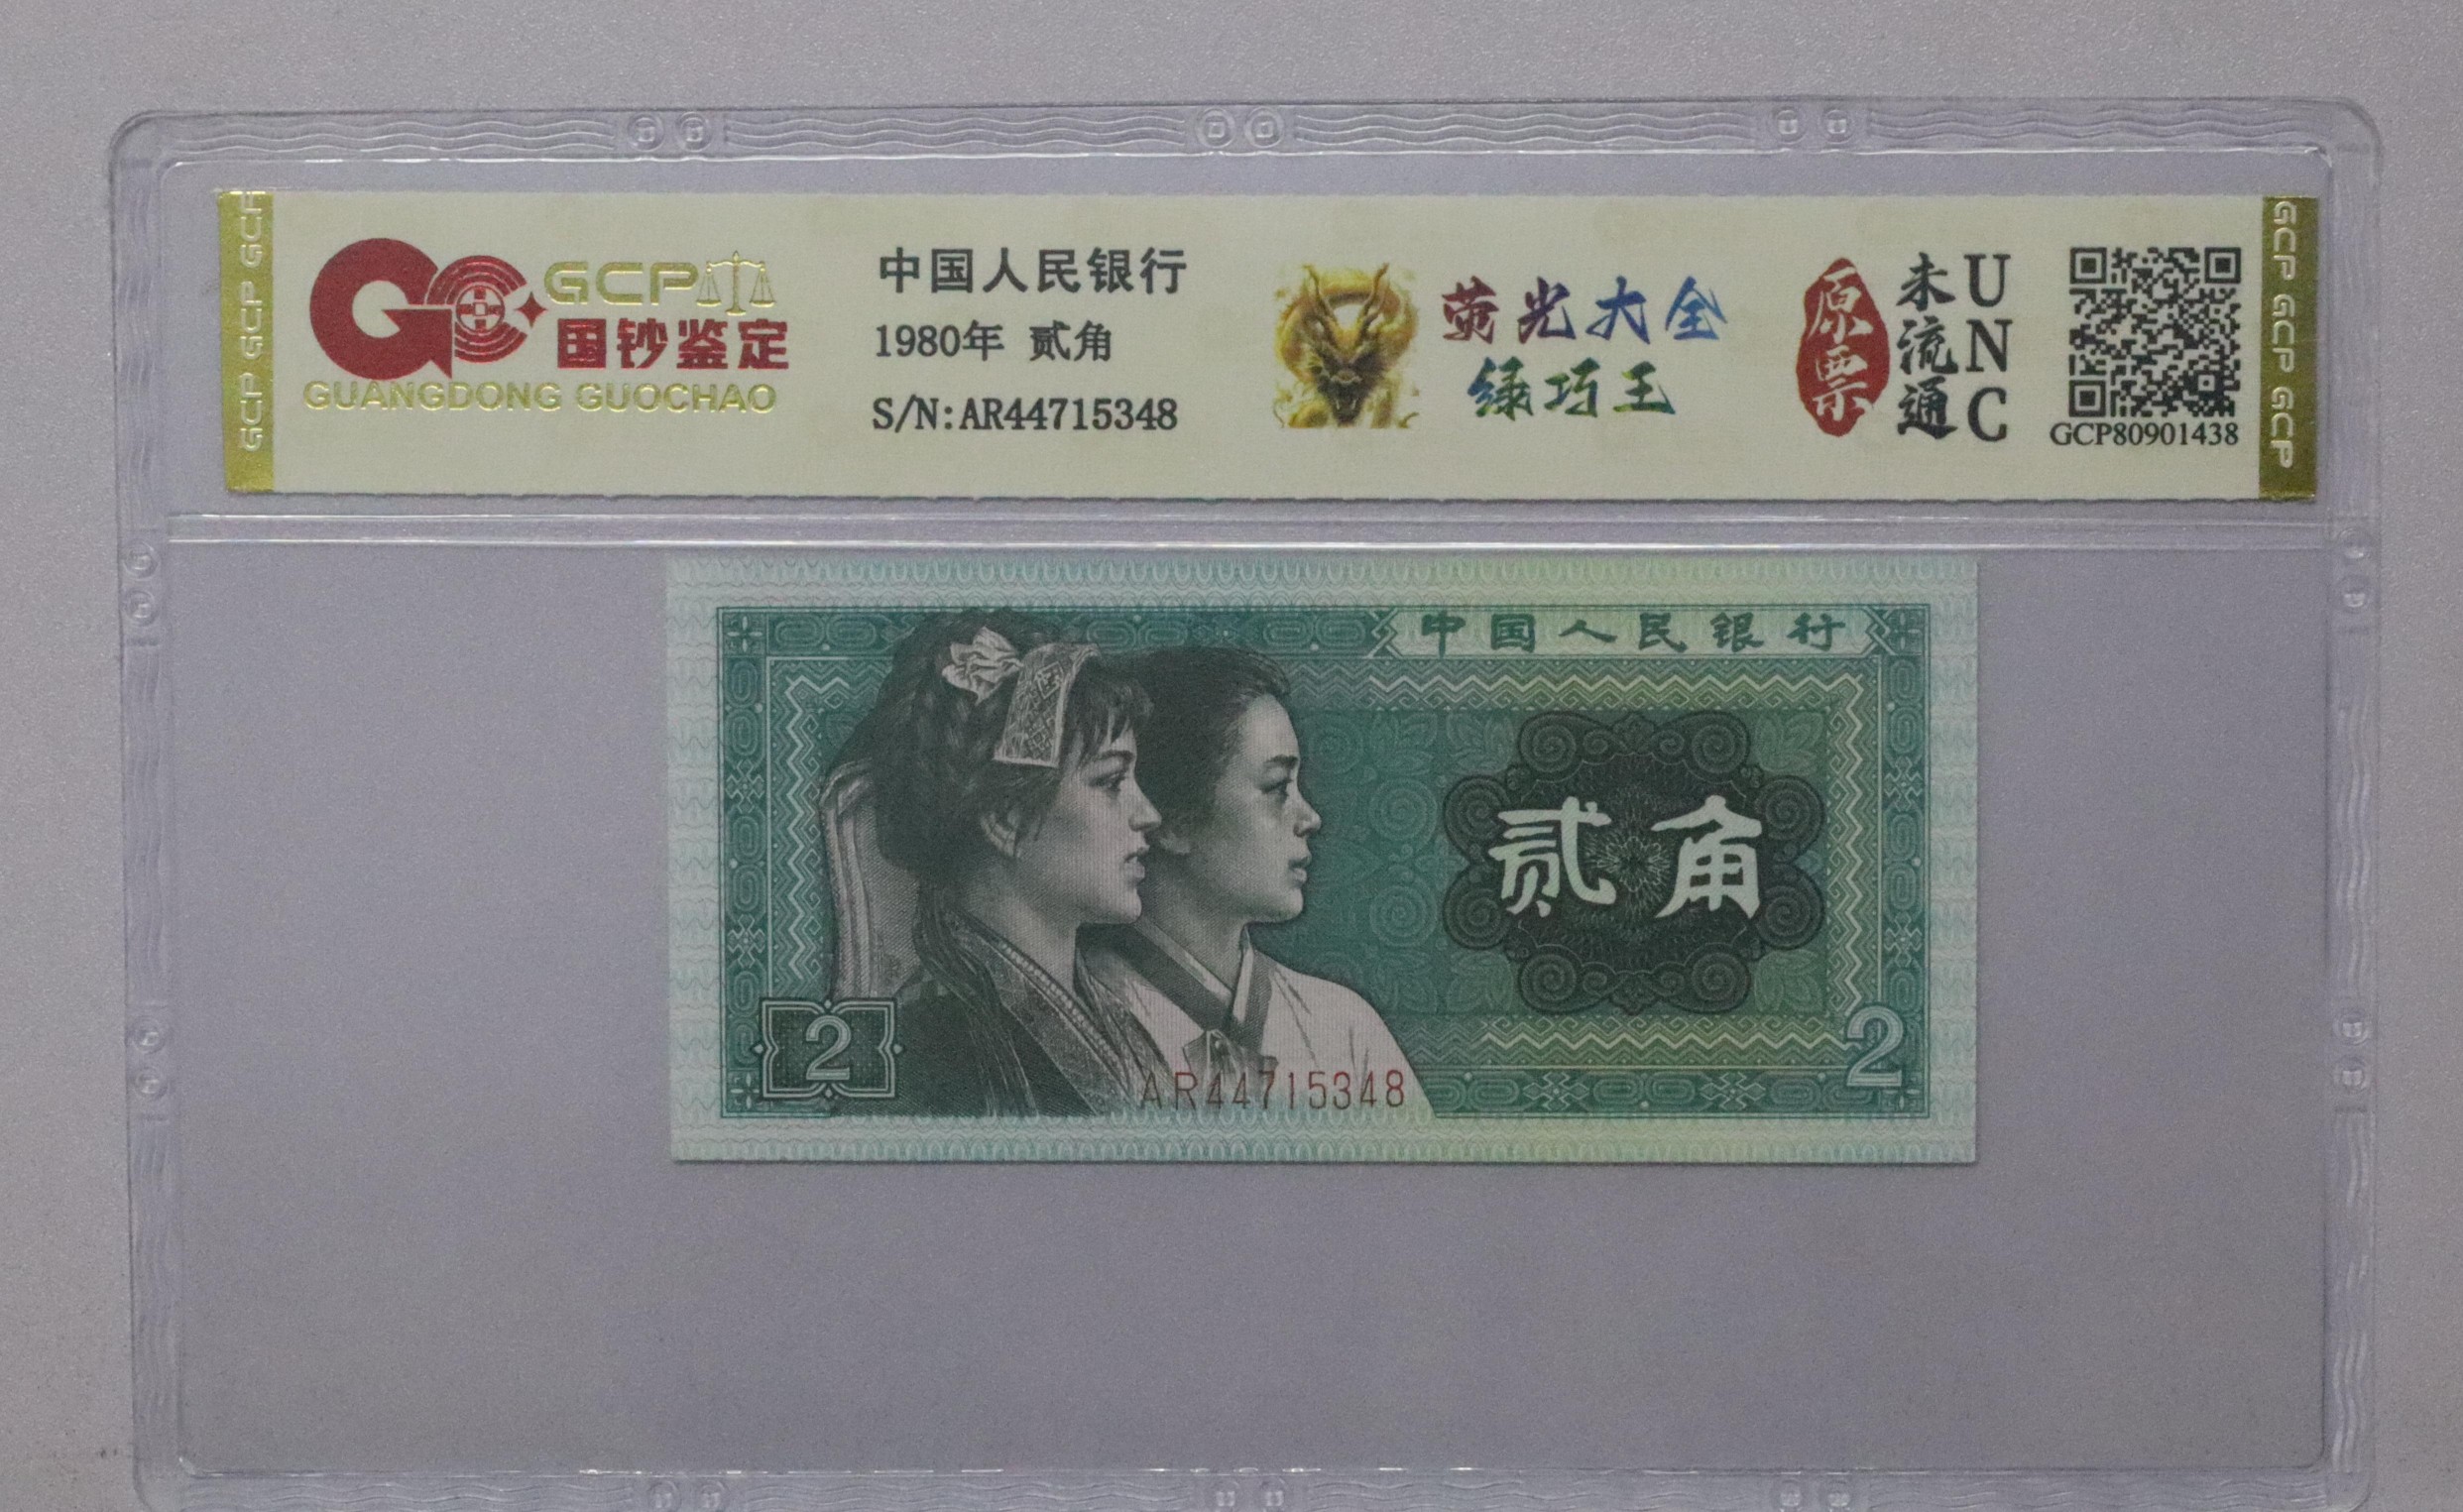 GCP GCP GCP
GCP
国钞鉴定
GUANGDONG GUOCHAO
中国人民银行
1980年 贰角
S/N:AR44715348
荧光大全
绿巧王
原票
未流通
UNC
GCP80901438
GCP GCP GCP
中国人民银行
贰角
2
AR44715348
2